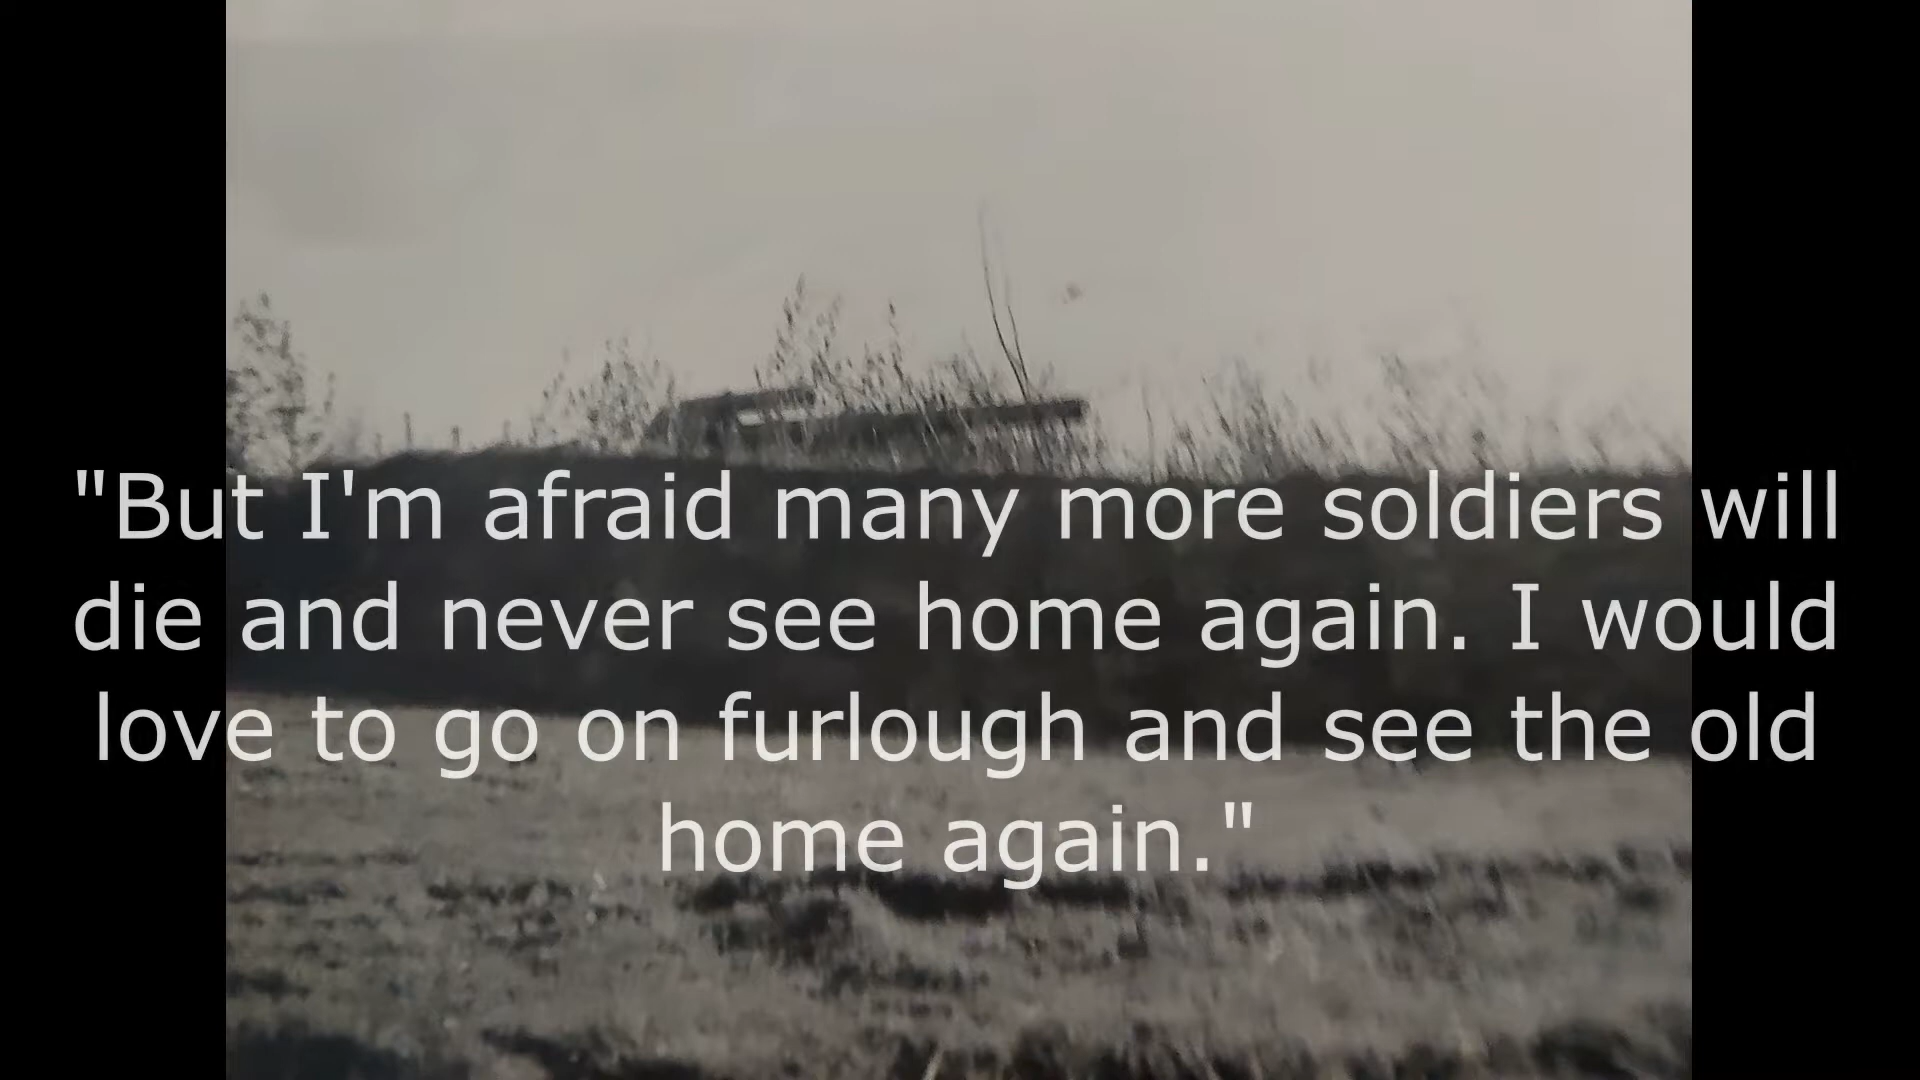 "But I'm afraid many more soldiers will
die and never see home again. I would
love to go on furlough and see the old
home again."